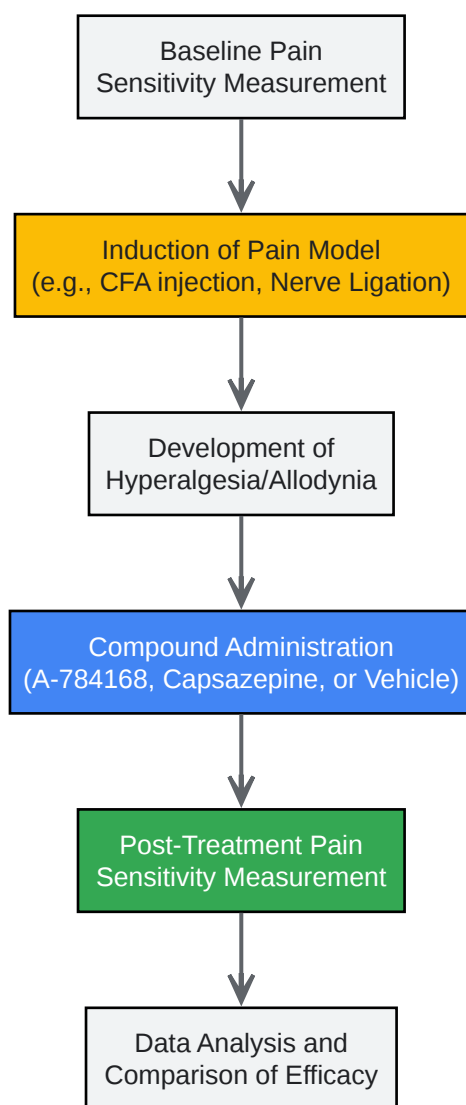 Baseline Pain
Sensitivity Measurement
Induction of Pain Model
(e.g., CFA injection, Nerve Ligation)
Development of
Hyperalgesia/Allodynia
Compound Administration
(A-784168, Capsazepine, or Vehicle)
Post-Treatment Pain
Sensitivity Measurement
Data Analysis and
Comparison of Efficacy